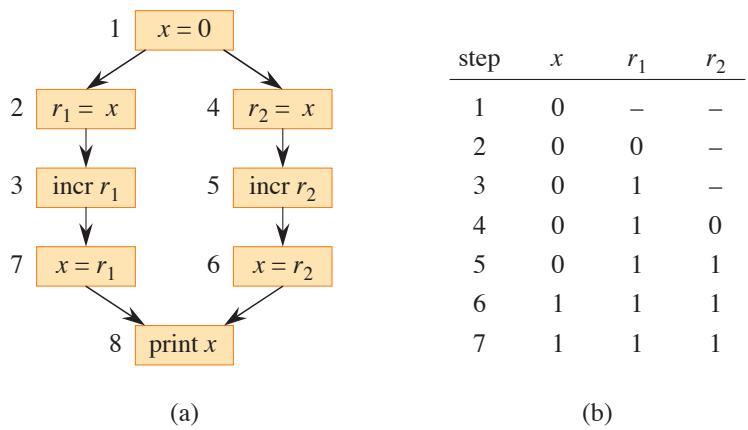 1 x = 0
2 r₁ = x 4 r₂ = x
3 incr r₁ 5 incr r₂
7 x = r₁ 6 x = r₂
8 print x
(a)
step x r₁ r₂
1 0 – –
2 0 0 –
3 0 1 –
4 0 1 0
5 0 1 1
6 1 1 1
7 1 1 1
(b)